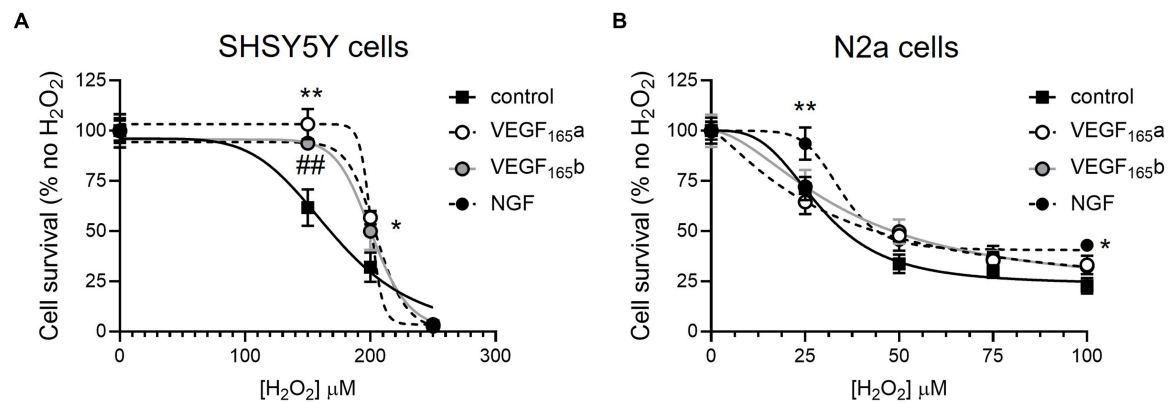 A
SHSY5Y cells
Cell survival (% no H₂O₂)
125
100
75
50
25
0
0
100
200
300
[H₂O₂] μM
**
##
*
control
VEGF₁₆₅a
VEGF₁₆₅b
NGF
B
N2a cells
Cell survival (% no H₂O₂)
125
100
75
50
25
0
0
25
50
75
100
[H₂O₂] μM
**
*
control
VEGF₁₆₅a
VEGF₁₆₅b
NGF